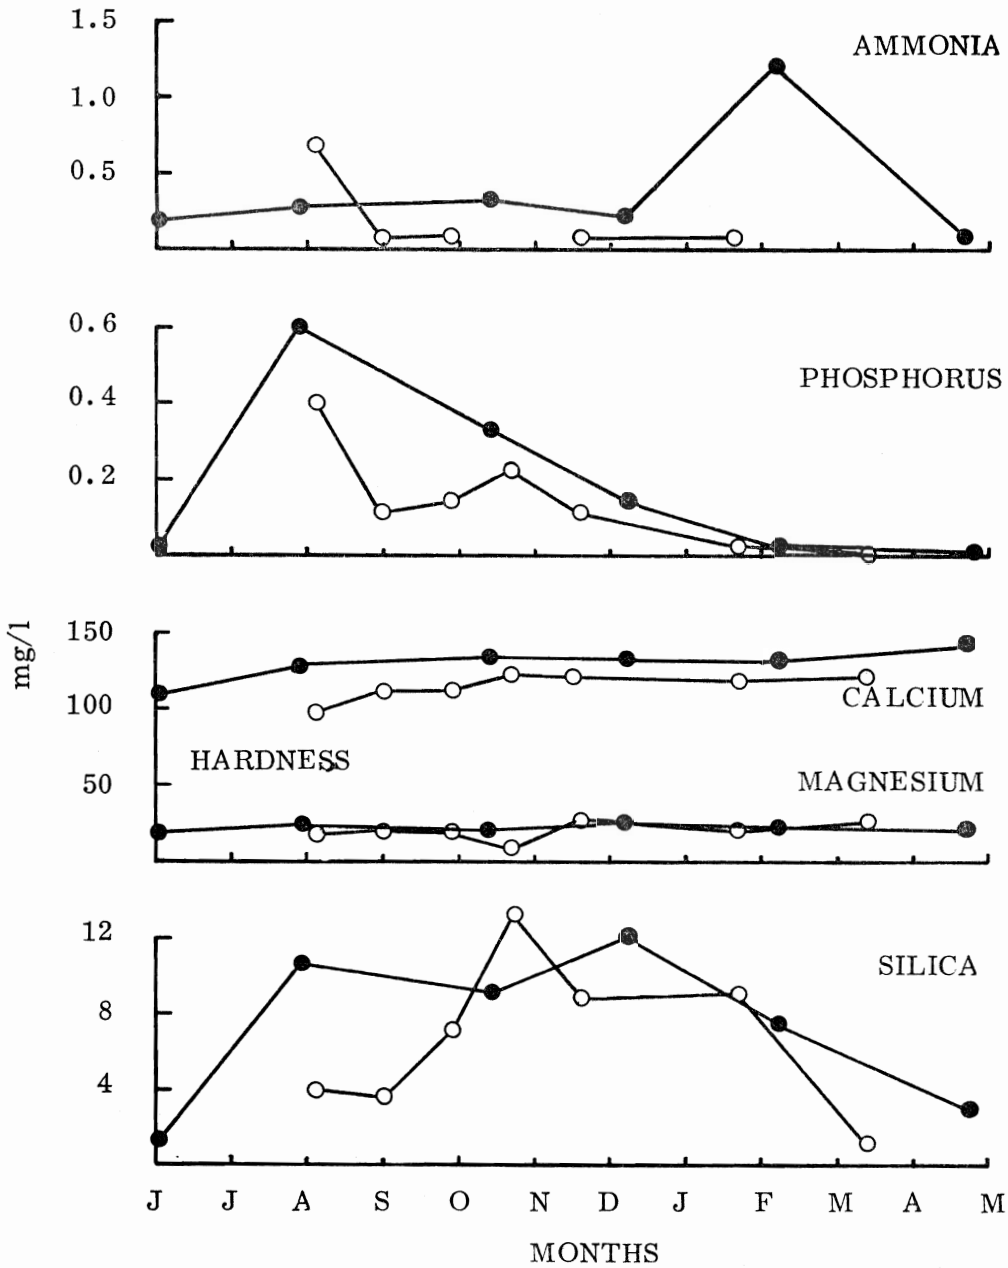 1.5
AMMONIA
1.0
0.5
0.6
PHOSPHORUS
0.4
0.2
mg/l
150
100
CALCIUM
HARDNESS
50
MAGNESIUM
12
SILICA
8
4
J J A S O N D J F M A M
MONTHS